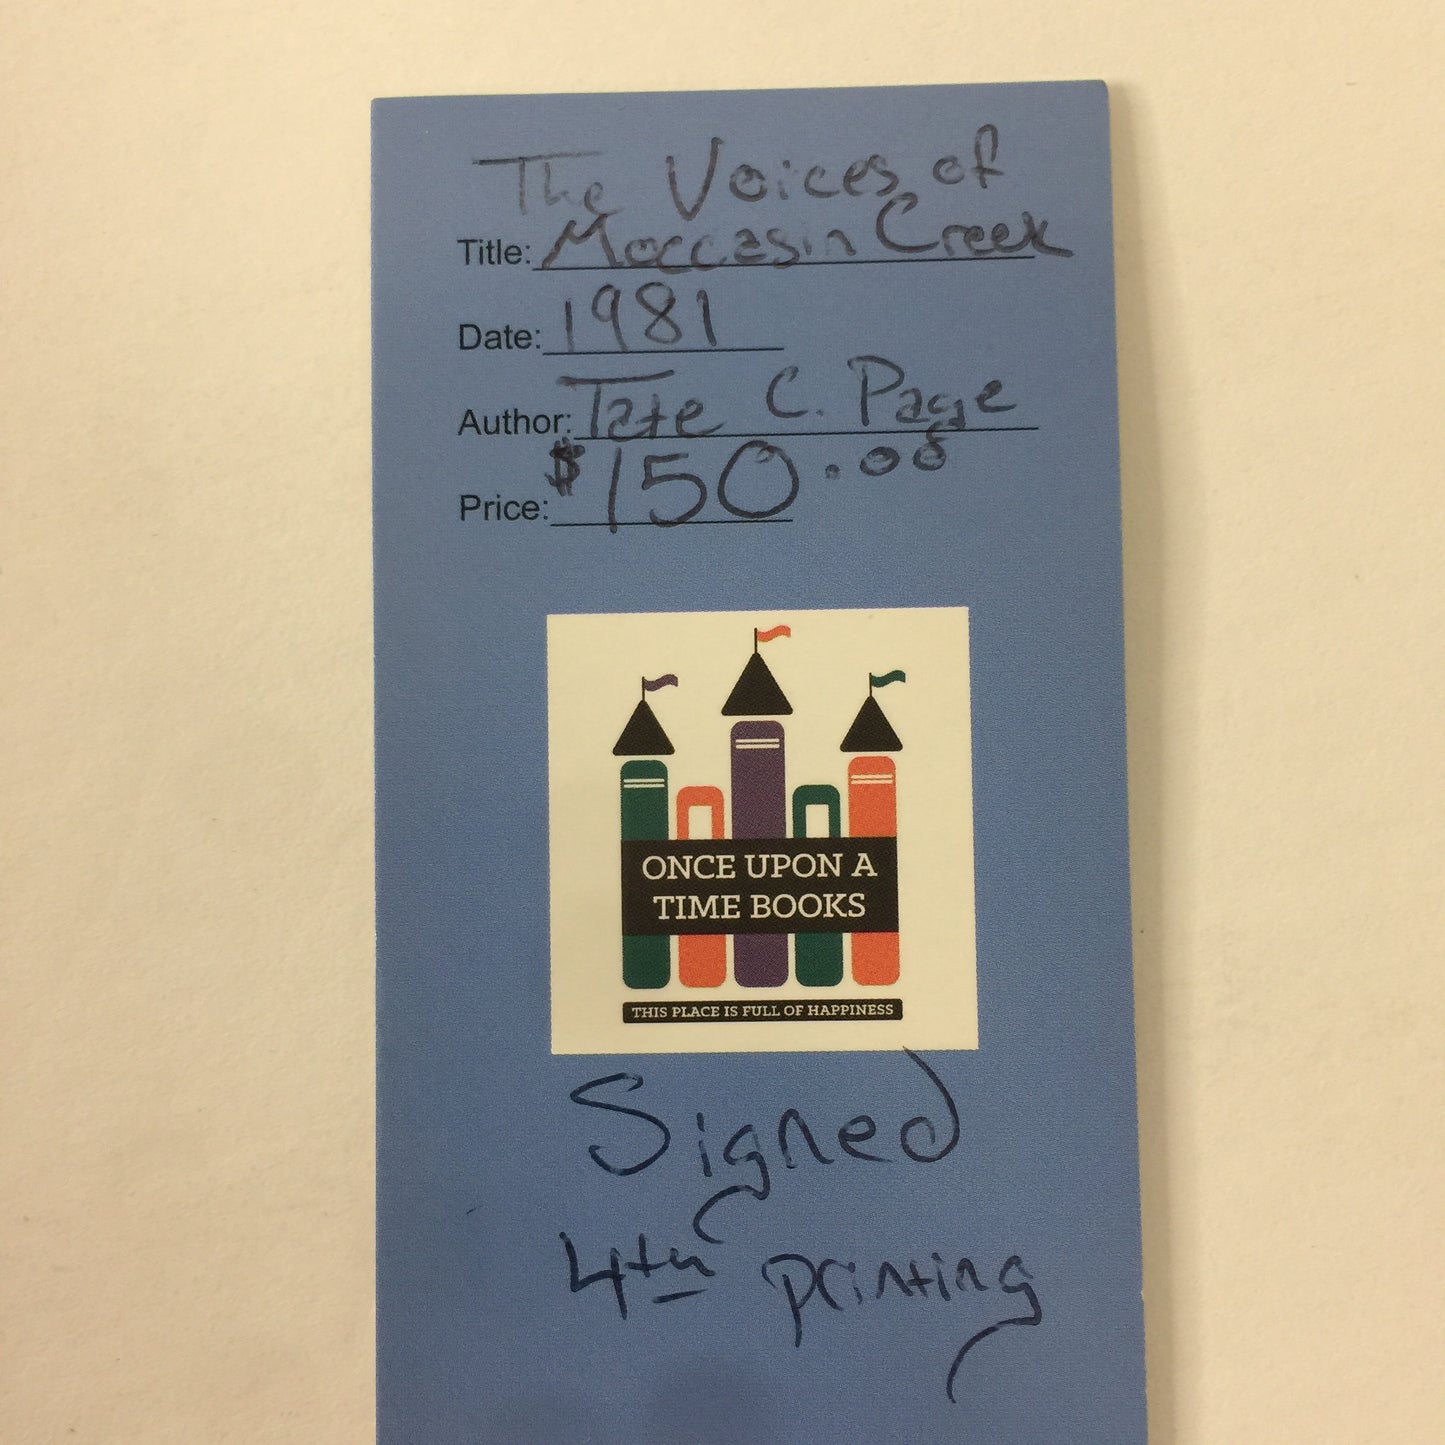 The Voices of
Title: Moccasin Creek
Date: 1981
Author: Tate C. Page
Price: $150.00
ONCE UPON A
TIME BOOKS
THIS PLACE IS FULL OF HAPPINESS
Signed
4th printing